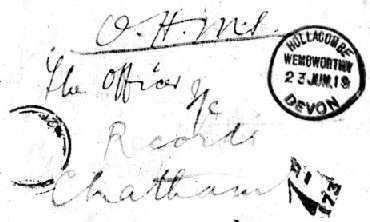 O.H.M.S.
HOLLACOMBE
WEMBWORTHY
23 JUN. 19
DEVON
The Officer i/c
Records
Chatham